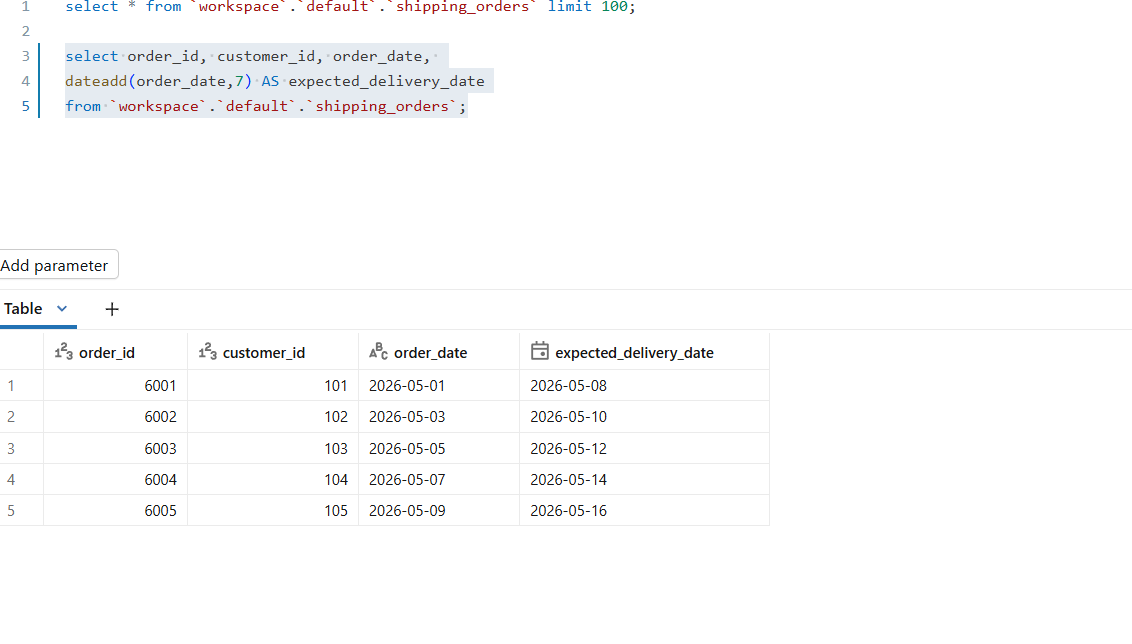 1 select * from `workspace`.`default`.`shipping_orders` limit 100;
2
3 select order_id, customer_id, order_date,
4 dateadd(order_date,7) AS expected_delivery_date
5 from `workspace`.`default`.`shipping_orders`;
Add parameter
Table +
123 order_id 123 customer_id ABC order_date expected_delivery_date
1 6001 101 2026-05-01 2026-05-08
2 6002 102 2026-05-03 2026-05-10
3 6003 103 2026-05-05 2026-05-12
4 6004 104 2026-05-07 2026-05-14
5 6005 105 2026-05-09 2026-05-16